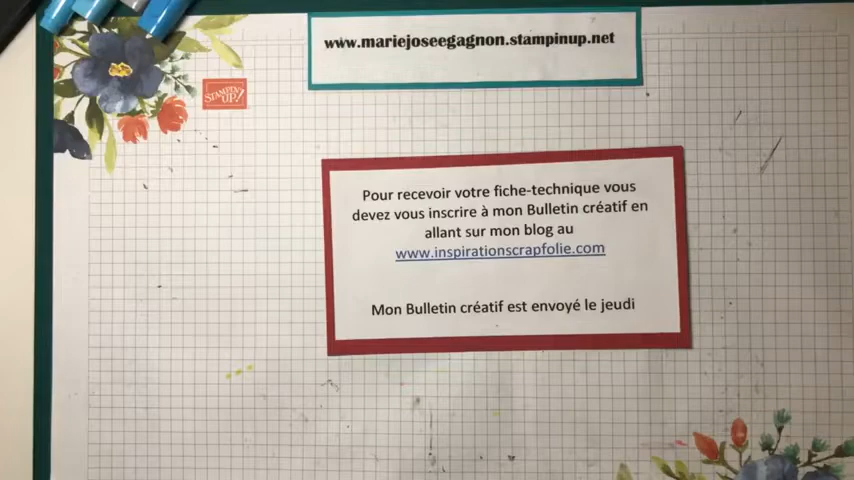 www.mariejoseegagnon.stampinup.net
STAMPIN' UP!
Pour recevoir votre fiche-technique vous
devez vous inscrire à mon Bulletin créatif en
allant sur mon blog au
www.inspirationscrapfolie.com
Mon Bulletin créatif est envoyé le jeudi